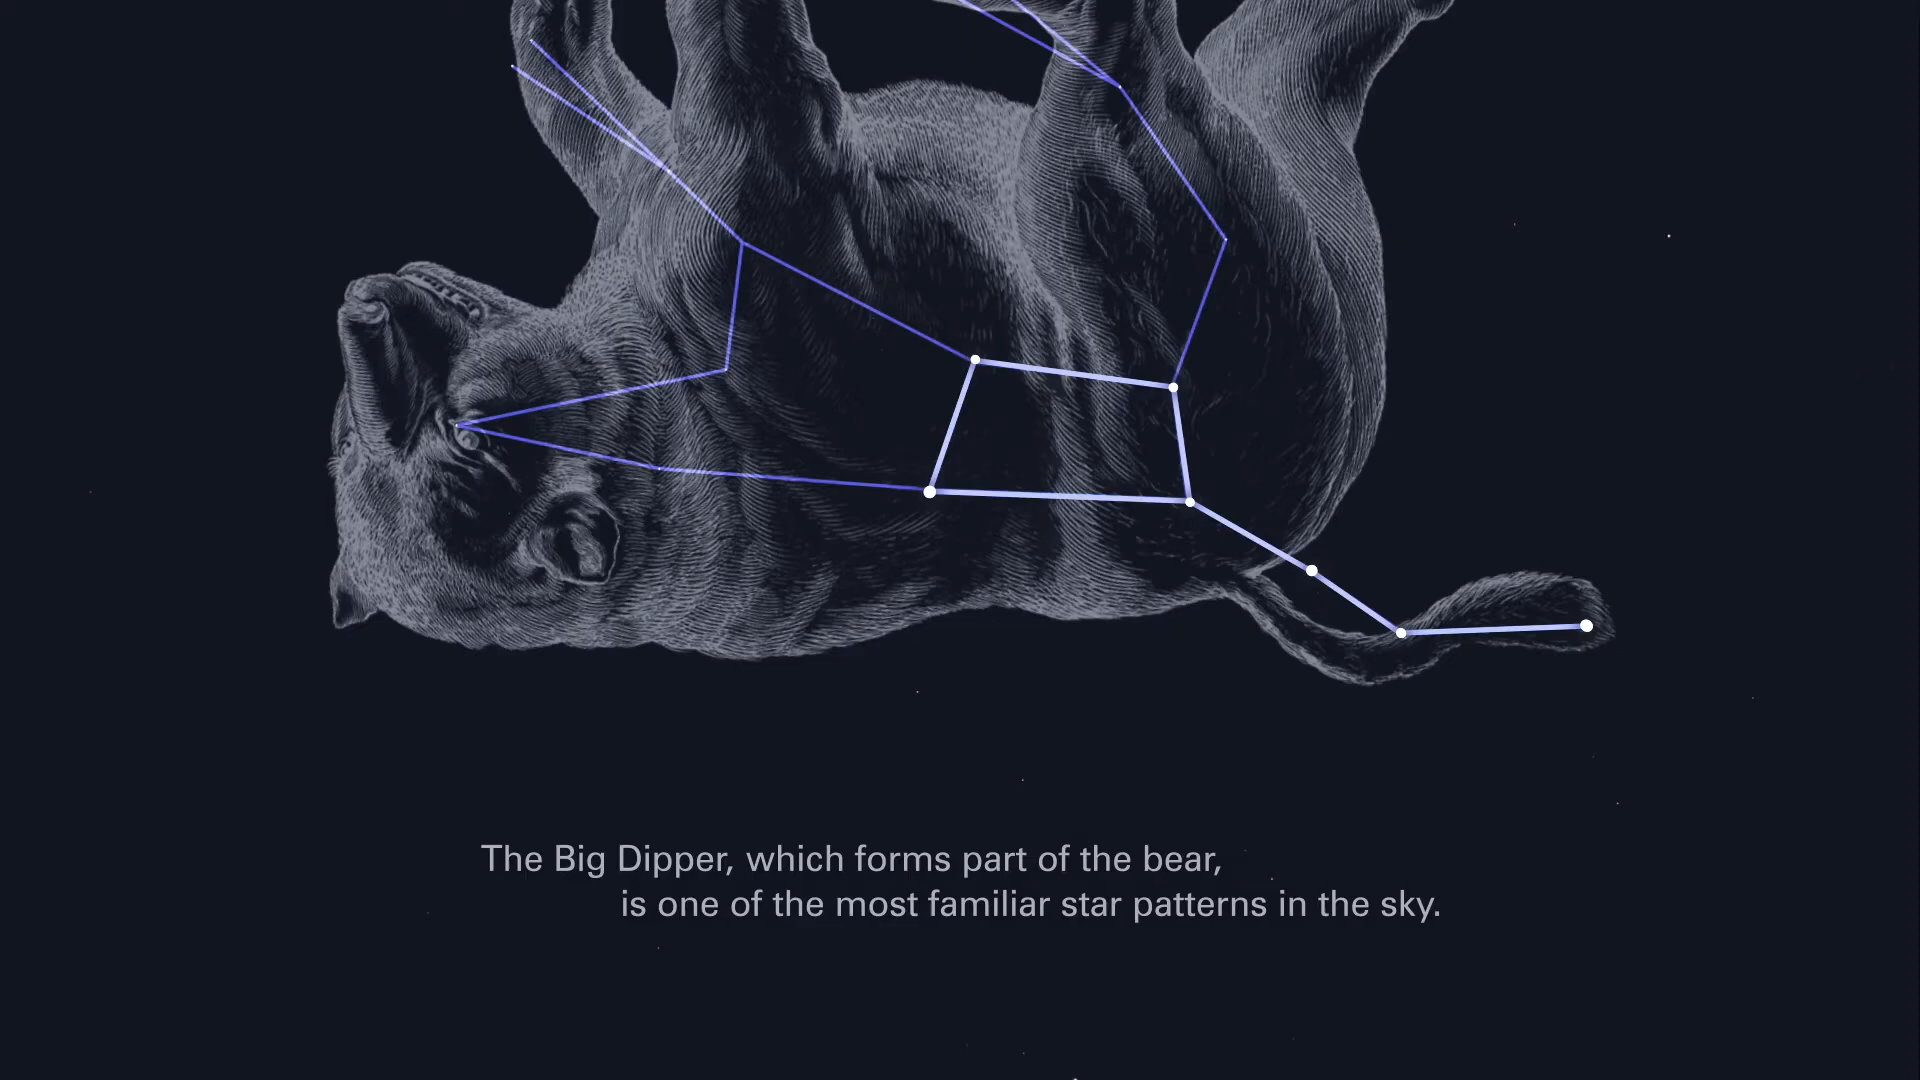 The Big Dipper, which forms part of the bear,
is one of the most familiar star patterns in the sky.